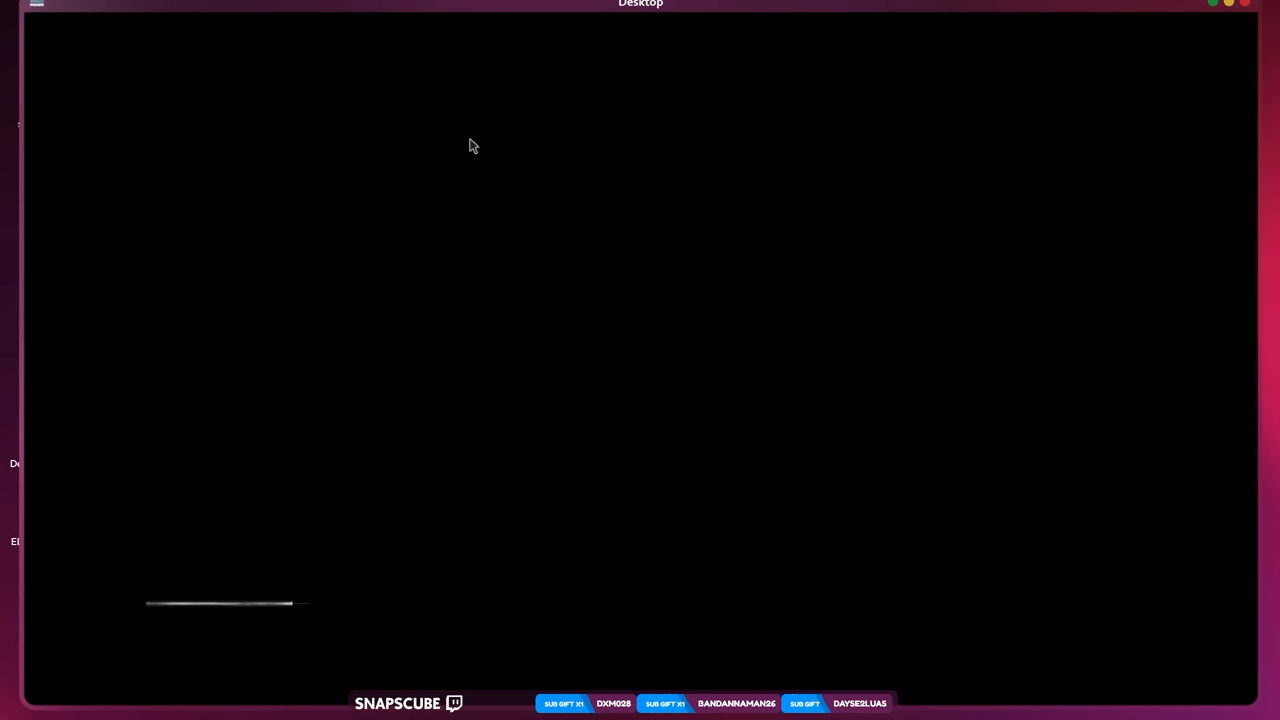 Desktop
SNAPSCUBE
SUB GIFT X1 DXM028 SUB GIFT X1 BANDANNAMAN26 SUB GIFT DAYSE2LUAS